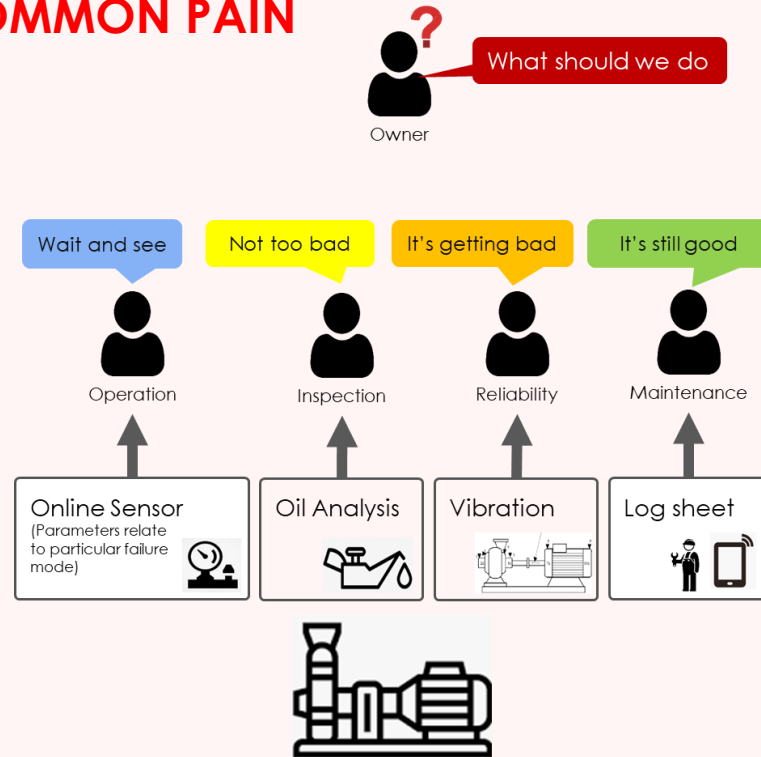 OMMON PAIN
What should we do
Owner
Wait and see
Not too bad
It's getting bad
It's still good
Operation
Inspection
Reliability
Maintenance
Online Sensor
(Parameters relate
to particular failure
mode)
Oil Analysis
Vibration
Log sheet